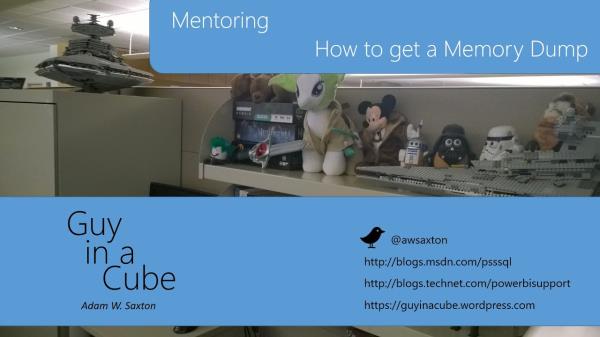 Mentoring
How to get a Memory Dump
Guy
in a
Cube
Adam W. Saxton
@awsaxton
http://blogs.msdn.com/psssql
http://blogs.technet.com/powerbisupport
https://guyinacube.wordpress.com